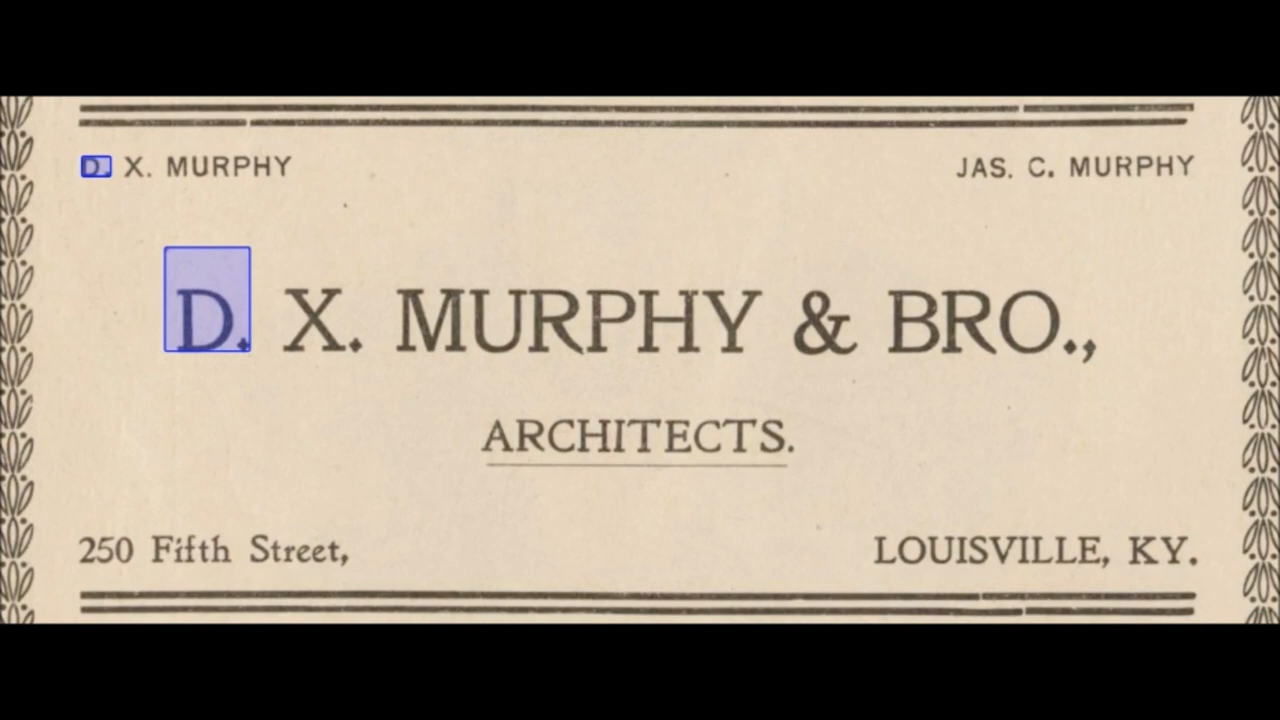 D. X. MURPHY JAS. C. MURPHY
D. X. MURPHY & BRO.,
ARCHITECTS.
250 Fifth Street, LOUISVILLE, KY.